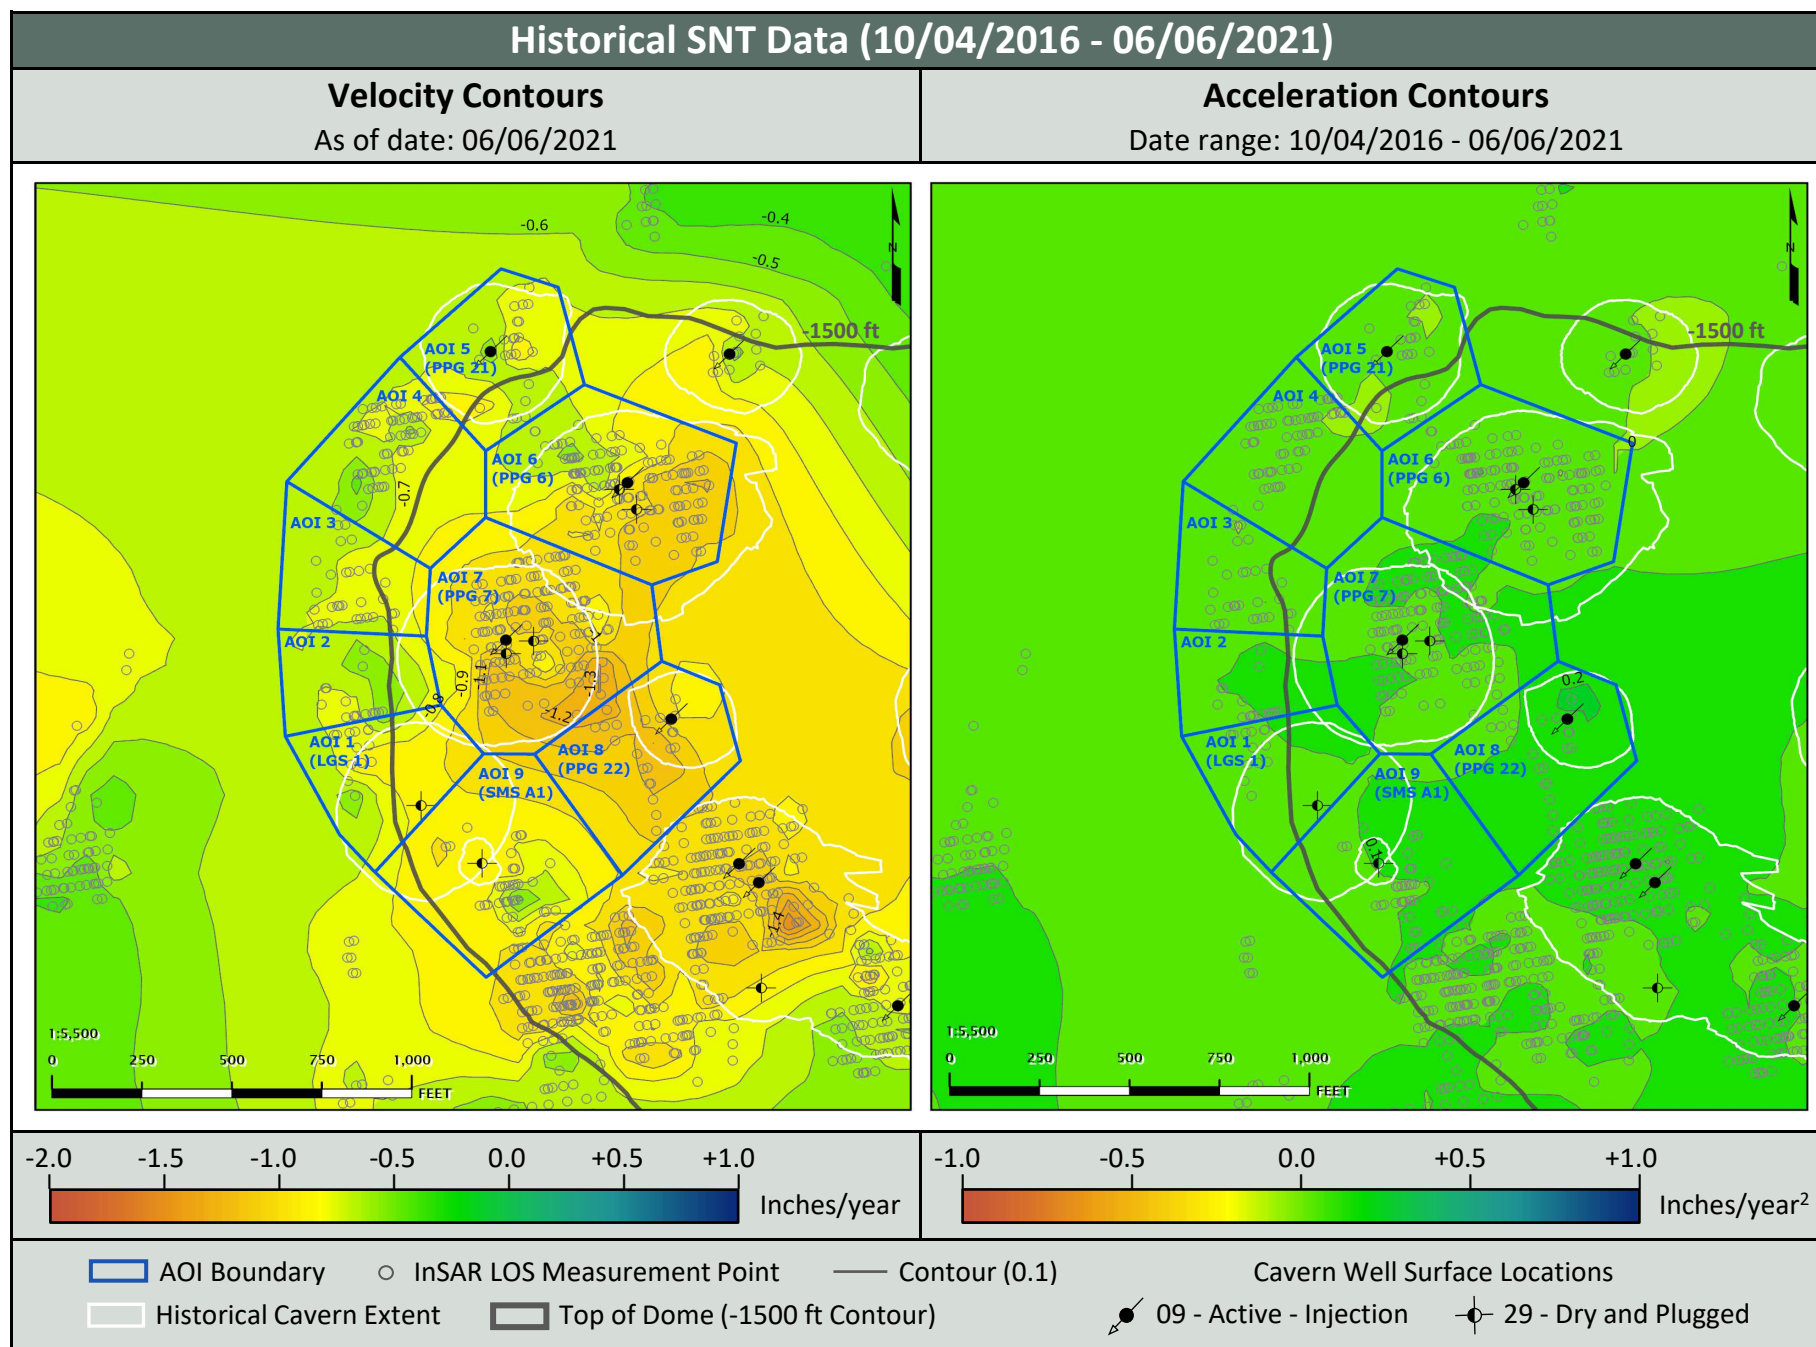 Historical SNT Data (10/04/2016 - 06/06/2021)
Velocity Contours
As of date: 06/06/2021
Acceleration Contours
Date range: 10/04/2016 - 06/06/2021
-0.4
-0.6
-0.5
N
-1500 ft
AOI 5
(PPG 21)
AOI 4
AOI 6
(PPG 6)
-0.7
AOI 3
AOI 7
(PPG 7)
-1
AOI 2
-0.9
-1.1
-1.3
-0.8
-1.2
AOI 1
(LGS 1)
AOI 8
(PPG 22)
AOI 9
(SMS A1)
-1.4
1:5,500
0 250 500 750 1,000
FEET
N
-1500 ft
AOI 5
(PPG 21)
AOI 4
0
AOI 6
(PPG 6)
AOI 3
AOI 7
(PPG 7)
AOI 2
0.2
AOI 1
(LGS 1)
AOI 8
(PPG 22)
AOI 9
(SMS A1)
0.1
1:5,500
0 250 500 750 1,000
FEET
-2.0 -1.5 -1.0 -0.5 0.0 +0.5 +1.0
Inches/year
-1.0 -0.5 0.0 +0.5 +1.0
Inches/year²
AOI Boundary
InSAR LOS Measurement Point
Contour (0.1)
Cavern Well Surface Locations
Historical Cavern Extent
Top of Dome (-1500 ft Contour)
09 - Active - Injection
29 - Dry and Plugged